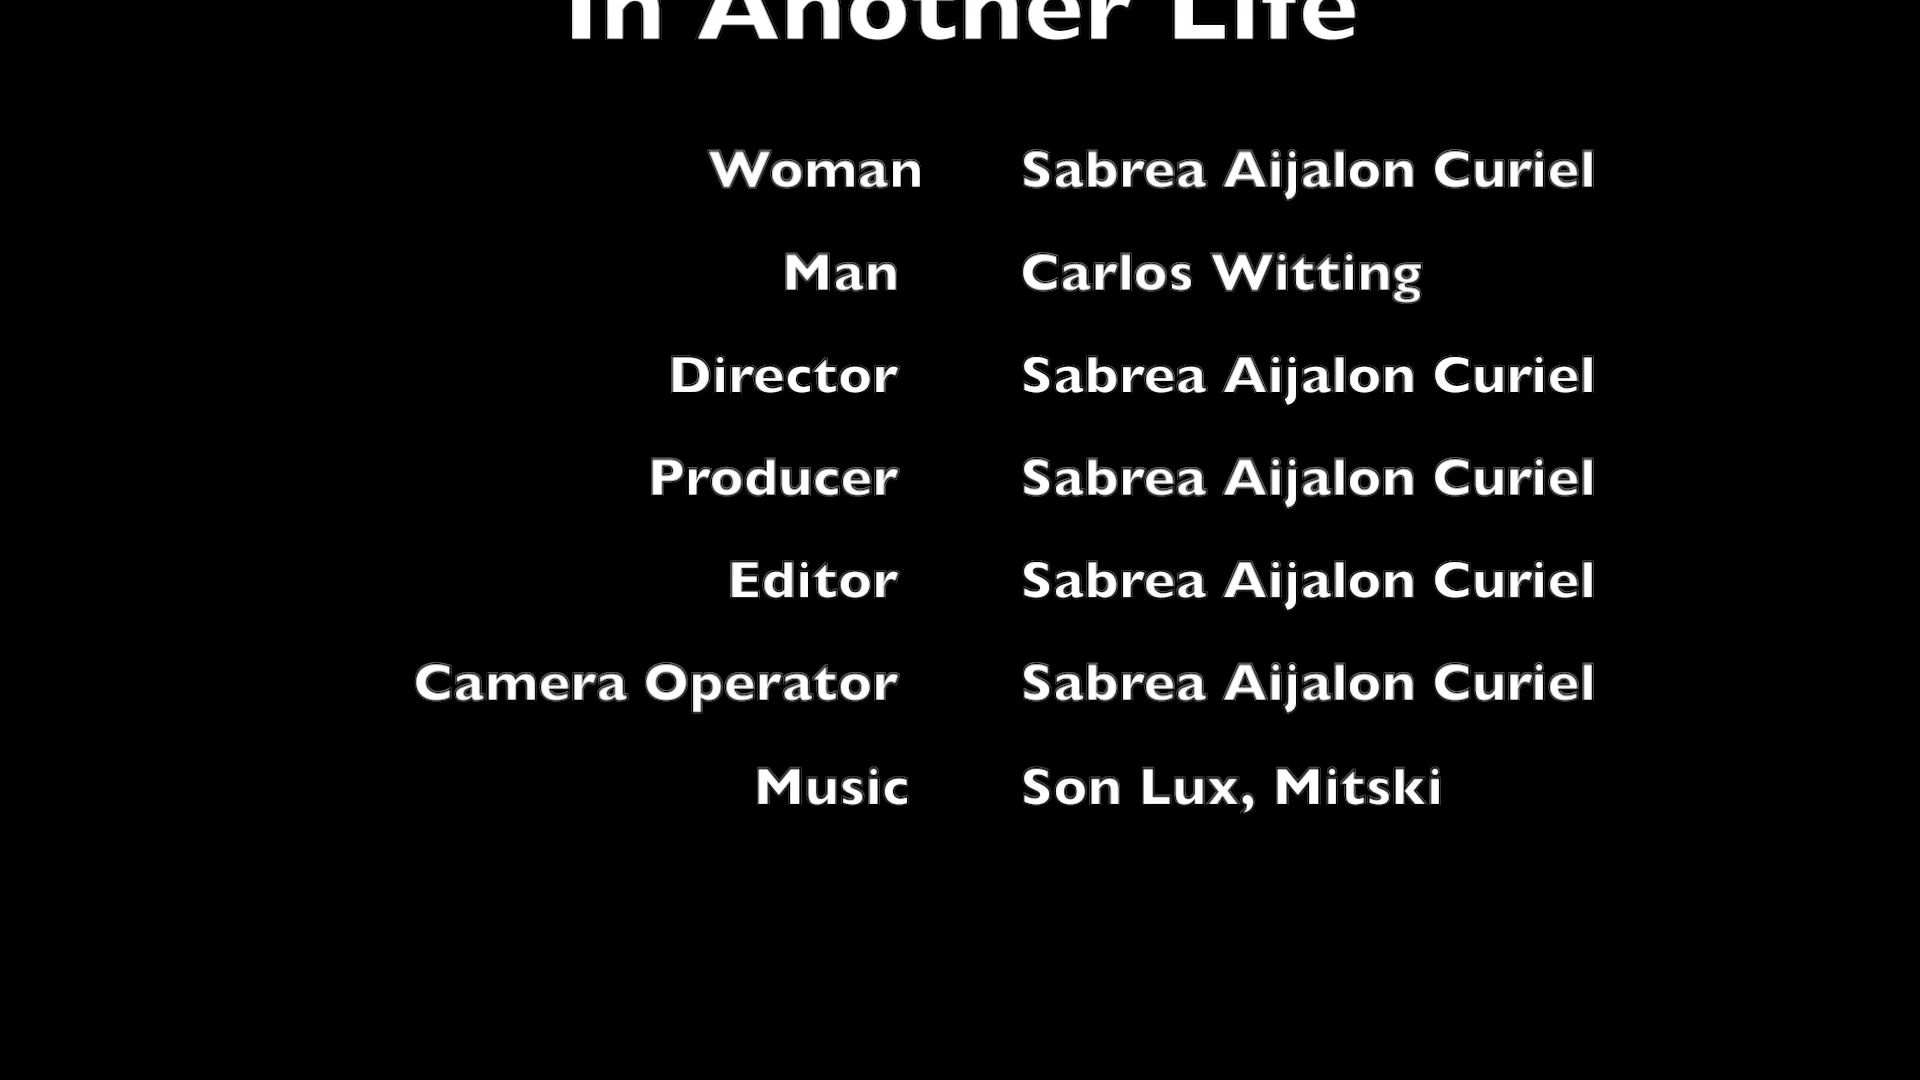 In Another Life
Woman Sabrea Aijalon Curiel
Man Carlos Witting
Director Sabrea Aijalon Curiel
Producer Sabrea Aijalon Curiel
Editor Sabrea Aijalon Curiel
Camera Operator Sabrea Aijalon Curiel
Music Son Lux, Mitski